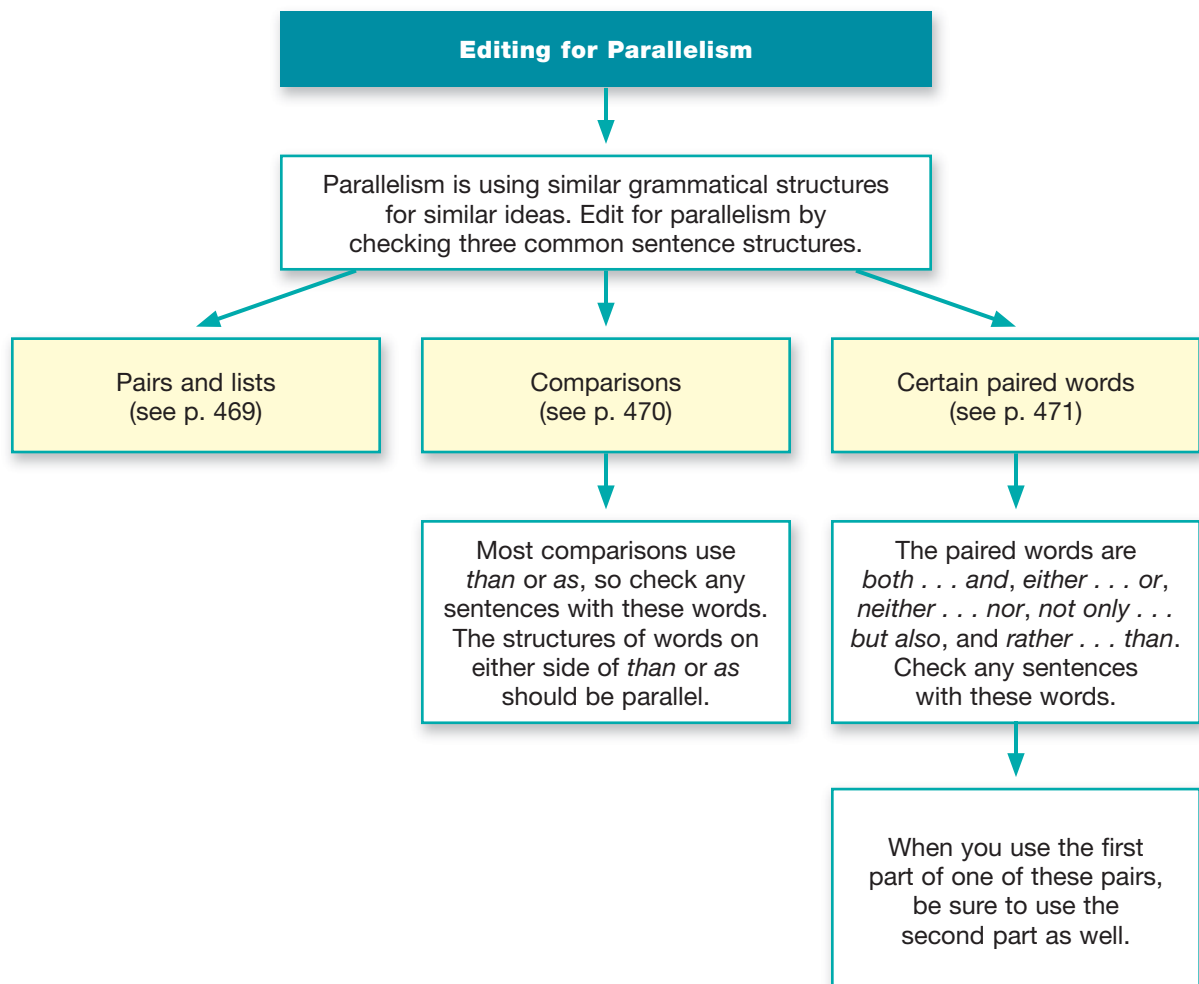 Editing for Parallelism
Parallelism is using similar grammatical structures
for similar ideas. Edit for parallelism by
checking three common sentence structures.
Pairs and lists
(see p. 469)
Comparisons
(see p. 470)
Certain paired words
(see p. 471)
Most comparisons use
than or as, so check any
sentences with these words.
The structures of words on
either side of than or as
should be parallel.
The paired words are
both . . . and, either . . . or,
neither . . . nor, not only . . .
but also, and rather . . . than.
Check any sentences
with these words.
When you use the first
part of one of these pairs,
be sure to use the
second part as well.